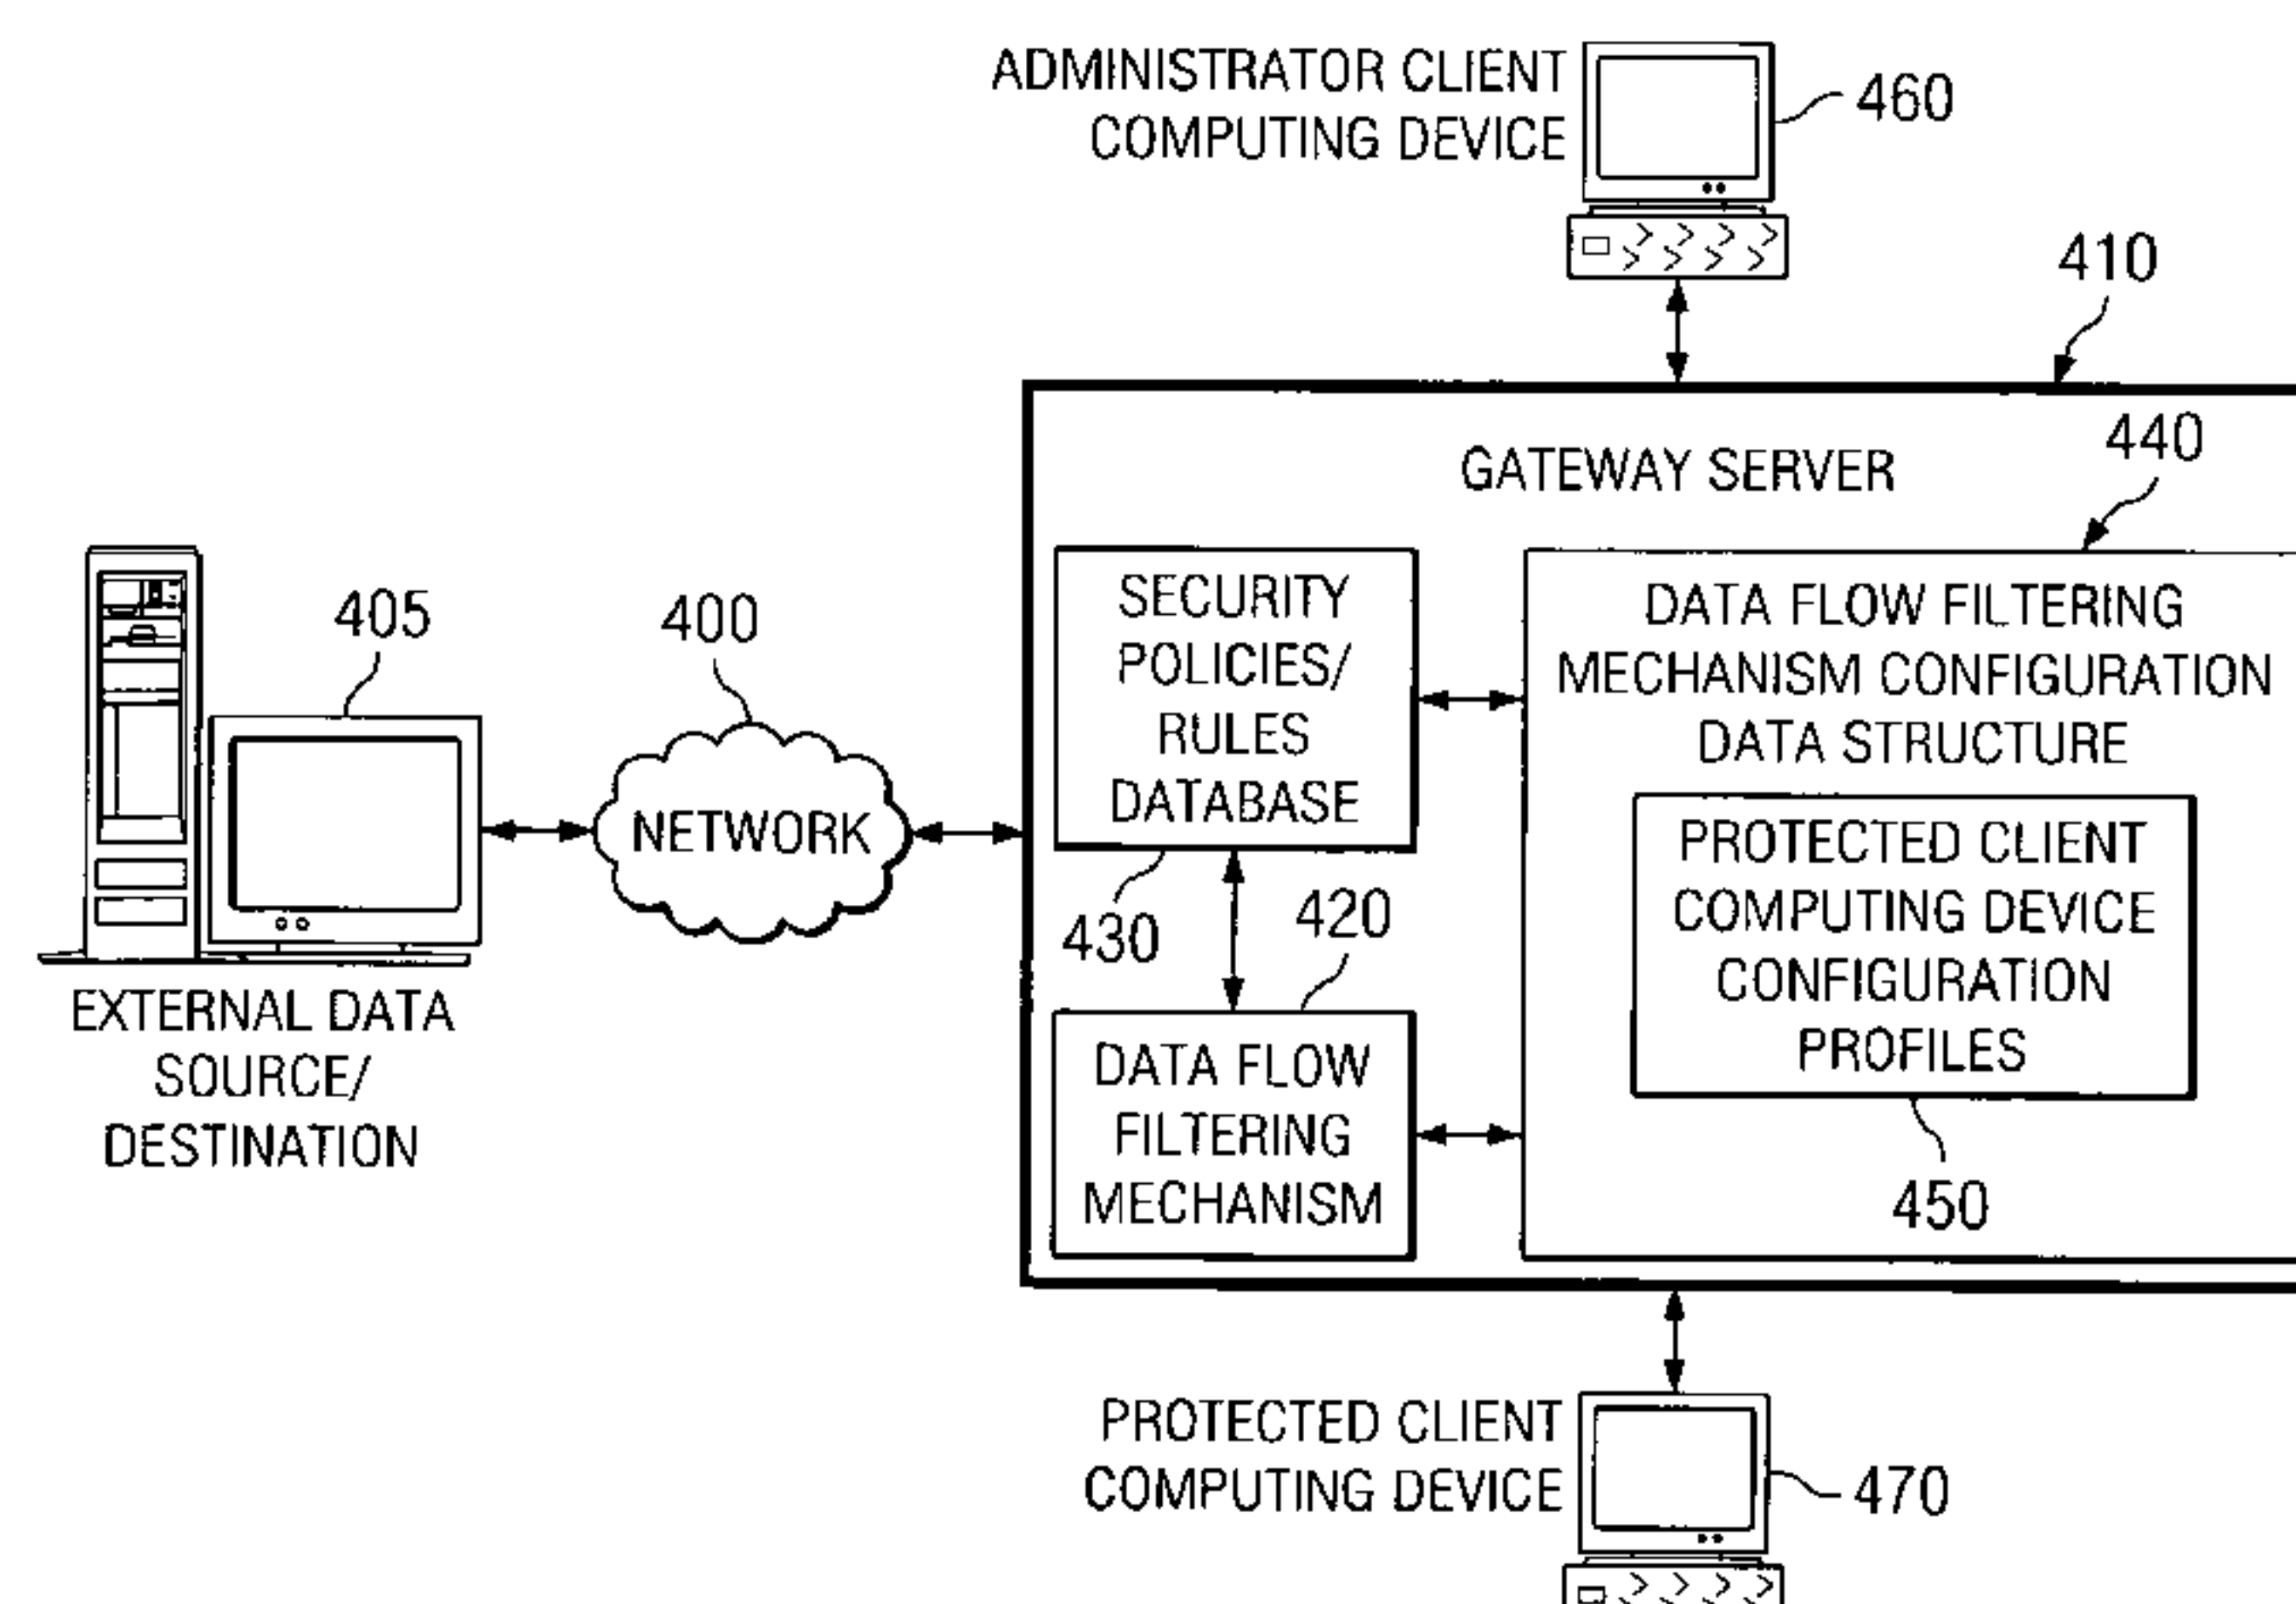 ADMINISTRATOR CLIENT
COMPUTING DEVICE
460
410
GATEWAY SERVER
440
405
400
SECURITY
POLICIES/
RULES
DATABASE
DATA FLOW FILTERING
MECHANISM CONFIGURATION
DATA STRUCTURE
NETWORK
PROTECTED CLIENT
COMPUTING DEVICE
CONFIGURATION
PROFILES
430
420
EXTERNAL DATA
SOURCE/
DESTINATION
DATA FLOW
FILTERING
MECHANISM
450
PROTECTED CLIENT
COMPUTING DEVICE
470